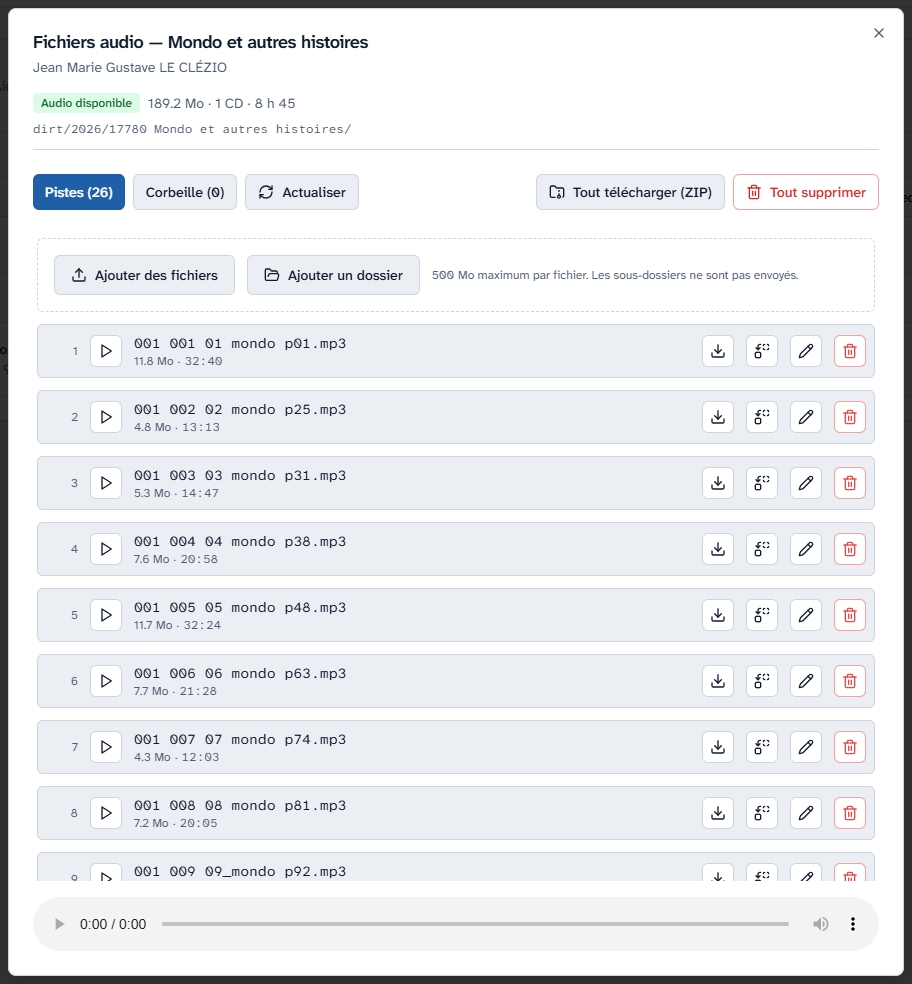 Fichiers audio — Mondo et autres histoires
Jean Marie Gustave LE CLÉZIO
Audio disponible 189.2 Mo · 1 CD · 8 h 45
dirt/2026/17780 Mondo et autres histoires/
Pistes (26) Corbeille (0) Actualiser Tout télécharger (ZIP) Tout supprimer
Ajouter des fichiers Ajouter un dossier 500 Mo maximum par fichier. Les sous-dossiers ne sont pas envoyés.
1 001 001 01 mondo p01.mp3
11.8 Mo · 32:40
2 001 002 02 mondo p25.mp3
4.8 Mo · 13:13
3 001 003 03 mondo p31.mp3
5.3 Mo · 14:47
4 001 004 04 mondo p38.mp3
7.6 Mo · 20:58
5 001 005 05 mondo p48.mp3
11.7 Mo · 32:24
6 001 006 06 mondo p63.mp3
7.7 Mo · 21:28
7 001 007 07 mondo p74.mp3
4.3 Mo · 12:03
8 001 008 08 mondo p81.mp3
7.2 Mo · 20:05
9 001 009 09_mondo p92.mp3
0:00 / 0:00